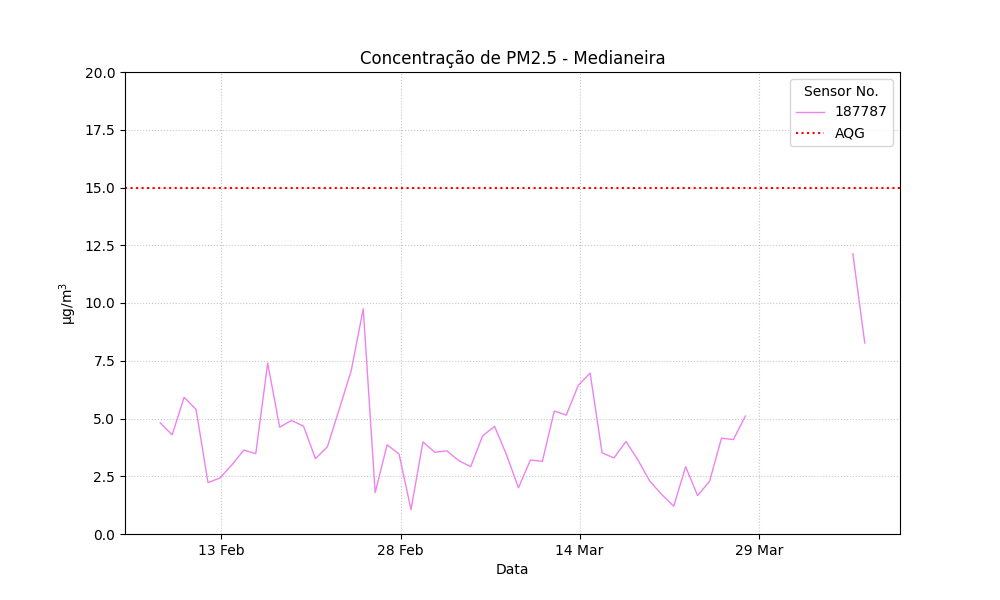 Concentração de PM2.5 - Medianeira
Sensor No.
187787
AQG
20.0
17.5
15.0
12.5
10.0
7.5
5.0
2.5
0.0
µg/m³
13 Feb
28 Feb
14 Mar
29 Mar
Data